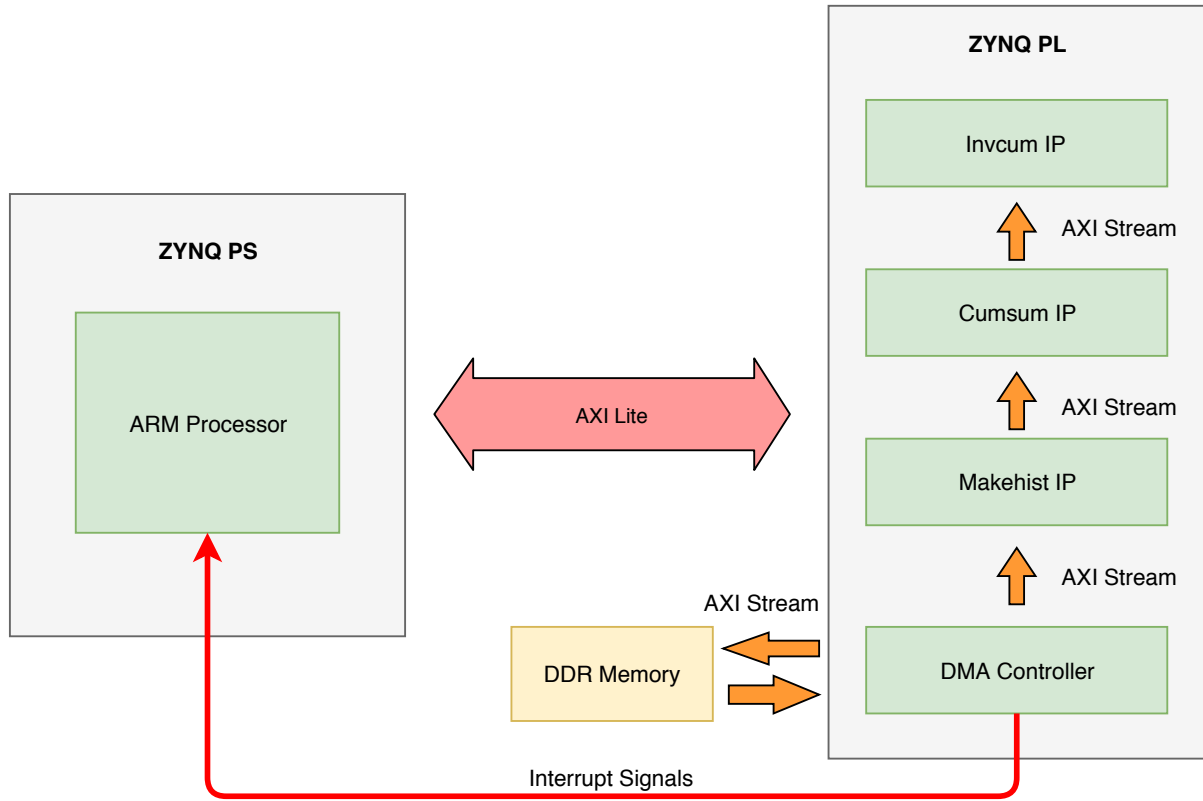 ZYNQ PL
Invcum IP
AXI Stream
ZYNQ PS
Cumsum IP
AXI Stream
ARM Processor
AXI Lite
Makehist IP
AXI Stream
AXI Stream
DDR Memory
DMA Controller
Interrupt Signals